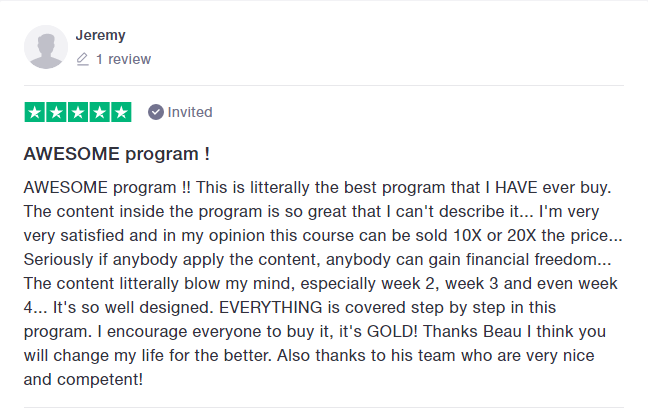 Jeremy
1 review
Invited
AWESOME program !
AWESOME program !! This is litterally the best program that I HAVE ever buy.
The content inside the program is so great that I can't describe it... I'm very
very satisfied and in my opinion this course can be sold 10X or 20X the price...
Seriously if anybody apply the content, anybody can gain financial freedom...
The content litterally blow my mind, especially week 2, week 3 and even week
4... It's so well designed. EVERYTHING is covered step by step in this
program. I encourage everyone to buy it, it's GOLD! Thanks Beau I think you
will change my life for the better. Also thanks to his team who are very nice
and competent!